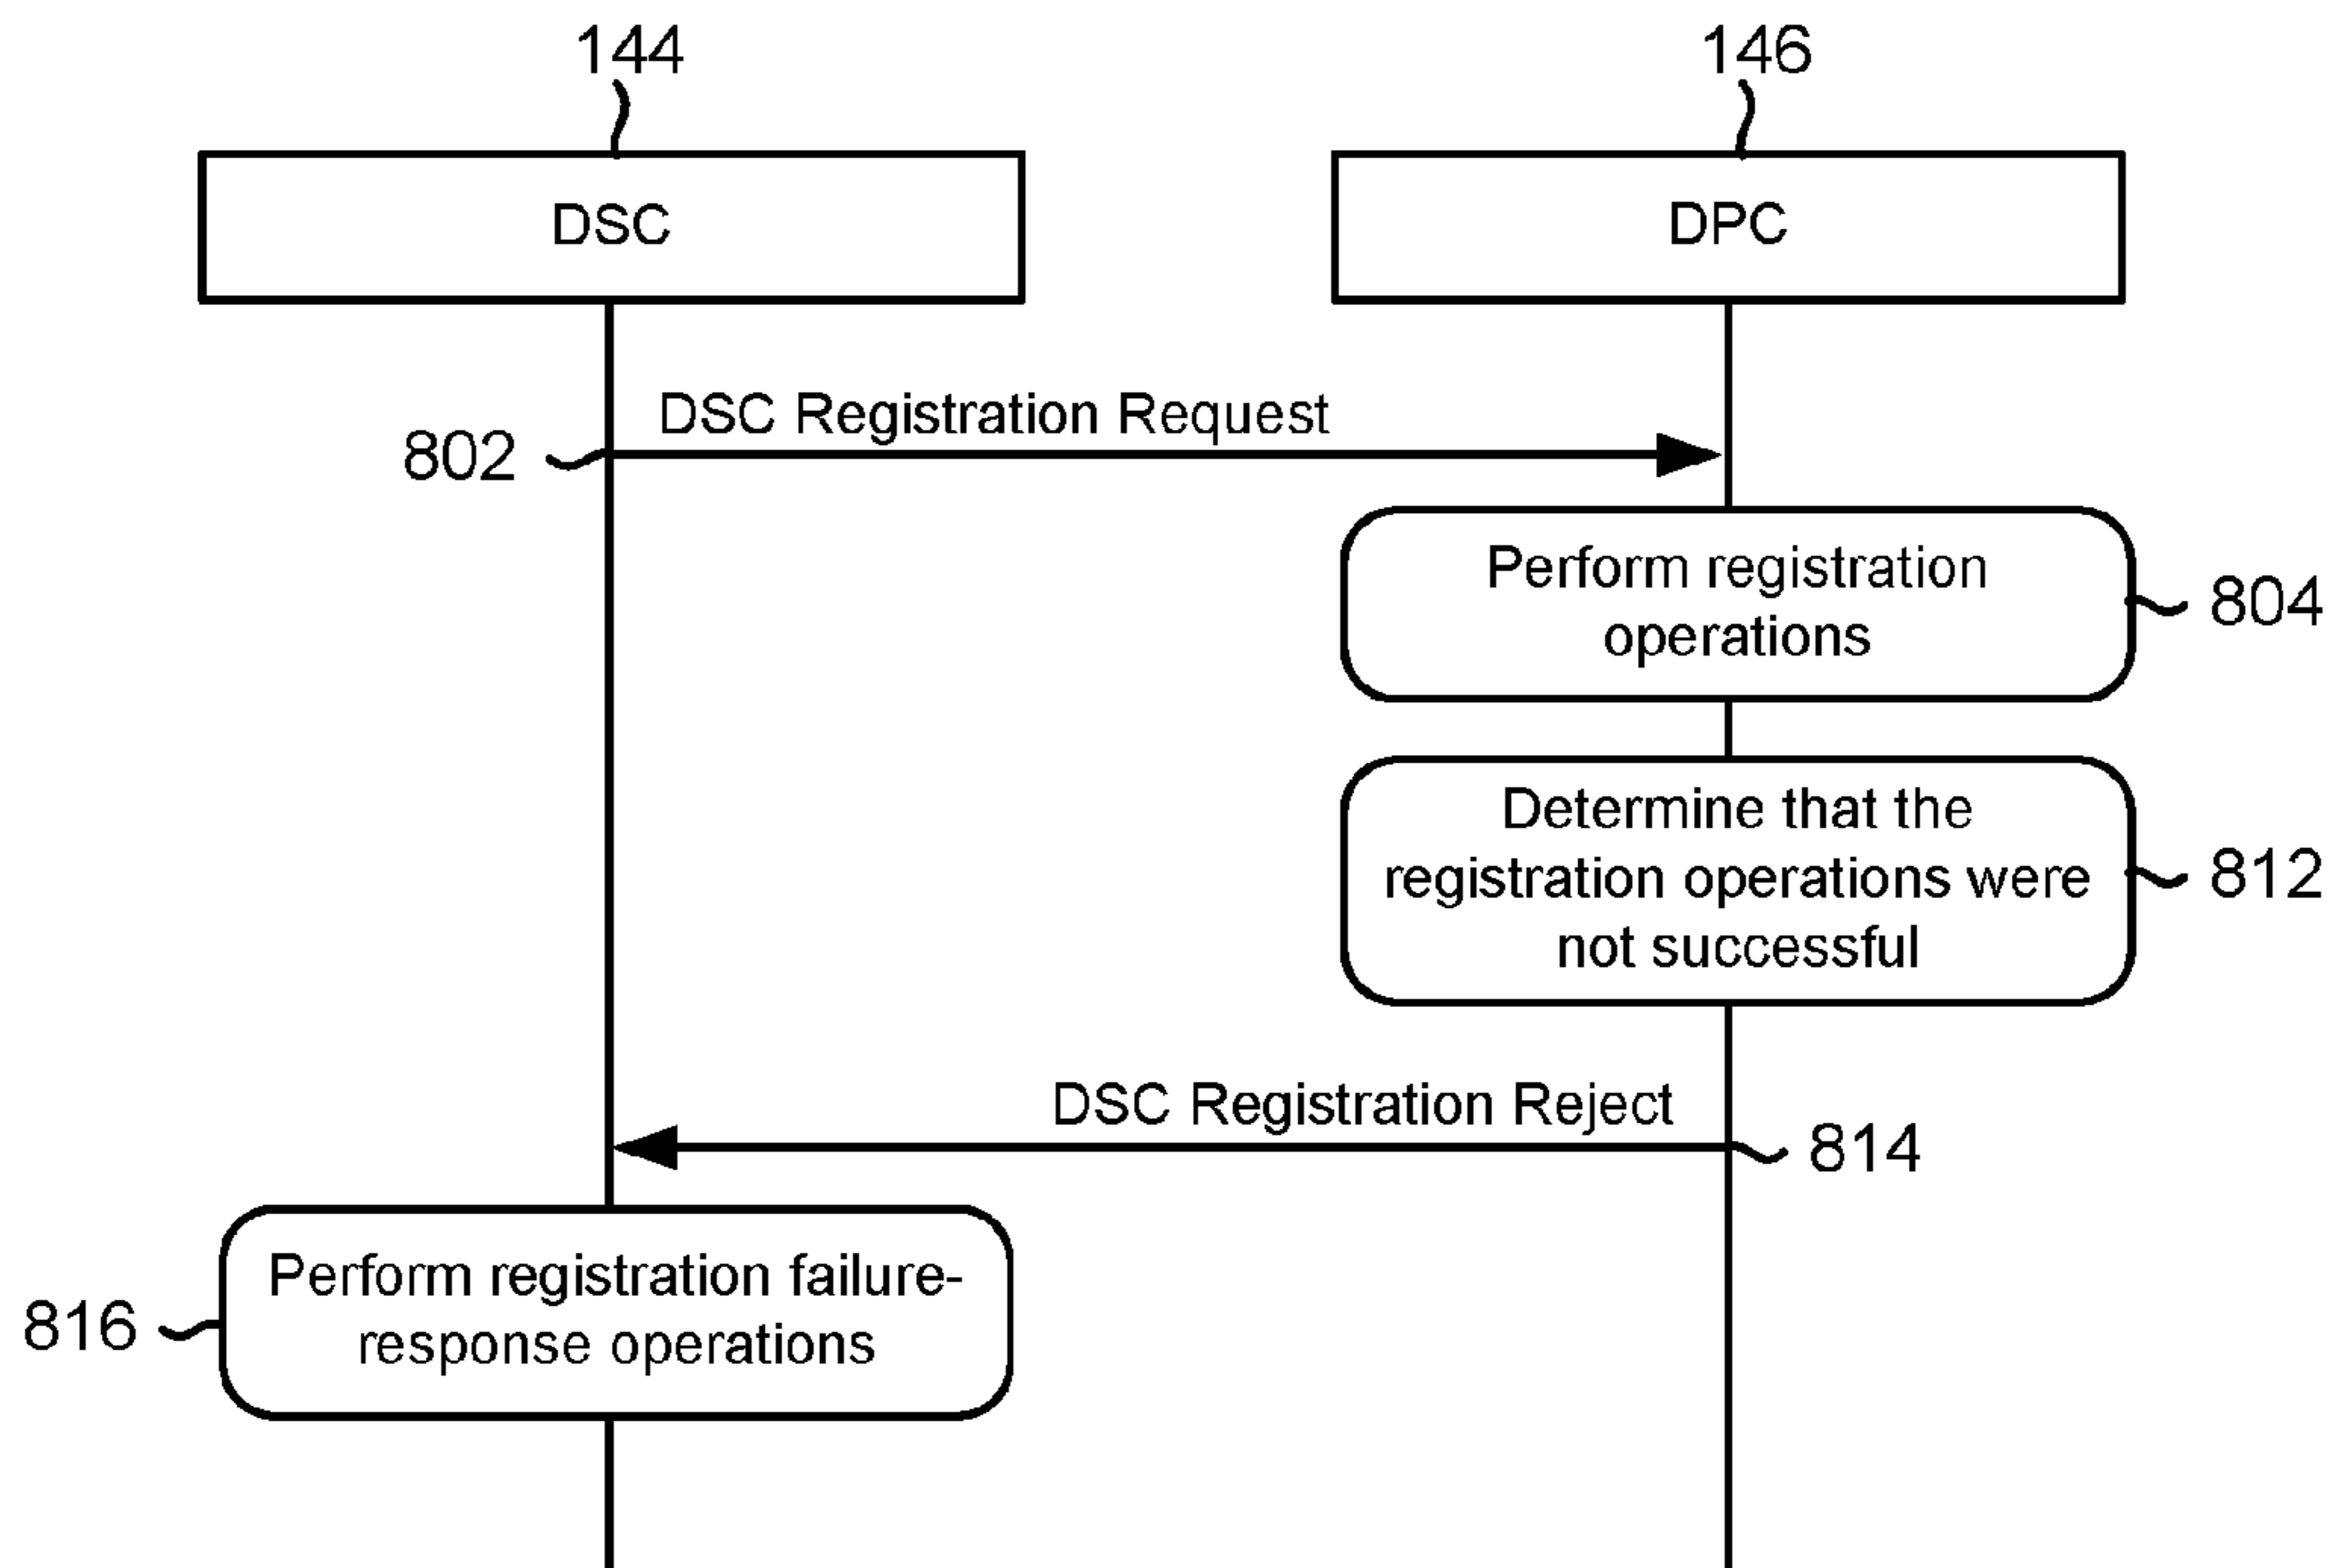 144
146
DSC
DPC
DSC Registration Request
802
Perform registration
operations
804
Determine that the
registration operations were
not successful
812
DSC Registration Reject
814
Perform registration failure-
response operations
816